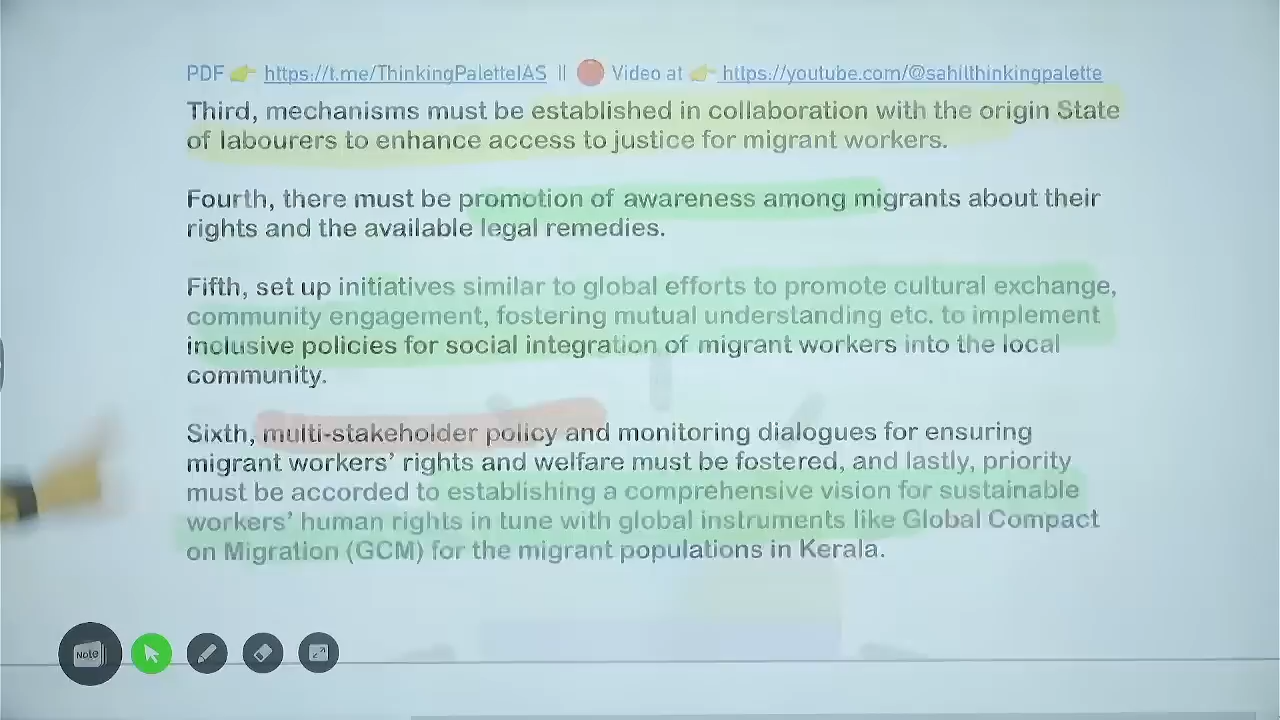 PDF 👉 https://t.me/ThinkingPaletteIAS || 🔴 Video at 👉 https://youtube.com/@sahilthinkingpalette
Third, mechanisms must be established in collaboration with the origin State
of labourers to enhance access to justice for migrant workers.
Fourth, there must be promotion of awareness among migrants about their
rights and the available legal remedies.
Fifth, set up initiatives similar to global efforts to promote cultural exchange,
community engagement, fostering mutual understanding etc. to implement
inclusive policies for social integration of migrant workers into the local
community.
Sixth, multi-stakeholder policy and monitoring dialogues for ensuring
migrant workers’ rights and welfare must be fostered, and lastly, priority
must be accorded to establishing a comprehensive vision for sustainable
workers’ human rights in tune with global instruments like Global Compact
on Migration (GCM) for the migrant populations in Kerala.
Note